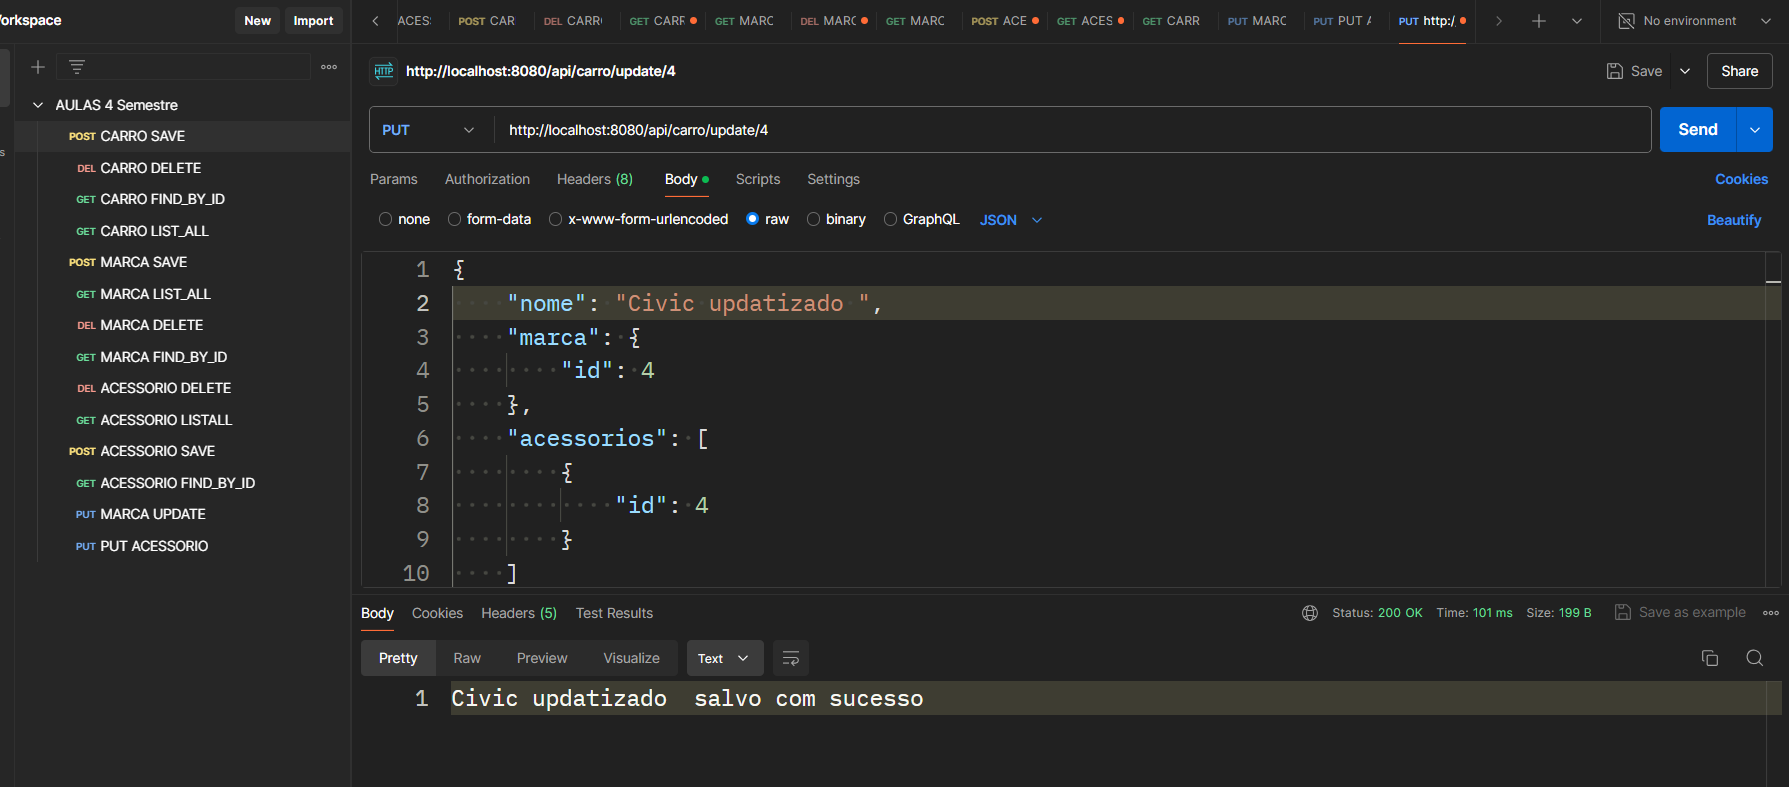 Workspace
New
Import
ACES
POST CAR
DEL CARR
GET CARR
GET MARC
DEL MARC
GET MARC
POST ACE
GET ACES
GET CARR
PUT MARC
PUT PUT A
PUT http:/
No environment
HTTP http://localhost:8080/api/carro/update/4
Save
Share
AULAS 4 Semestre
POST CARRO SAVE
DEL CARRO DELETE
GET CARRO FIND_BY_ID
GET CARRO LIST_ALL
POST MARCA SAVE
GET MARCA LIST_ALL
DEL MARCA DELETE
GET MARCA FIND_BY_ID
DEL ACESSORIO DELETE
GET ACESSORIO LISTALL
POST ACESSORIO SAVE
GET ACESSORIO FIND_BY_ID
PUT MARCA UPDATE
PUT PUT ACESSORIO
PUT http://localhost:8080/api/carro/update/4
Send
Params Authorization Headers (8) Body Scripts Settings
Cookies
none form-data x-www-form-urlencoded raw binary GraphQL JSON
Beautify
1 {
2 "nome": "Civic updatizado ",
3 "marca": {
4 "id": 4
5 },
6 "acessorios": [
7 {
8 "id": 4
9 }
10 ]
Body Cookies Headers (5) Test Results
Status: 200 OK Time: 101 ms Size: 199 B
Save as example
Pretty Raw Preview Visualize Text
1 Civic updatizado  salvo com sucesso